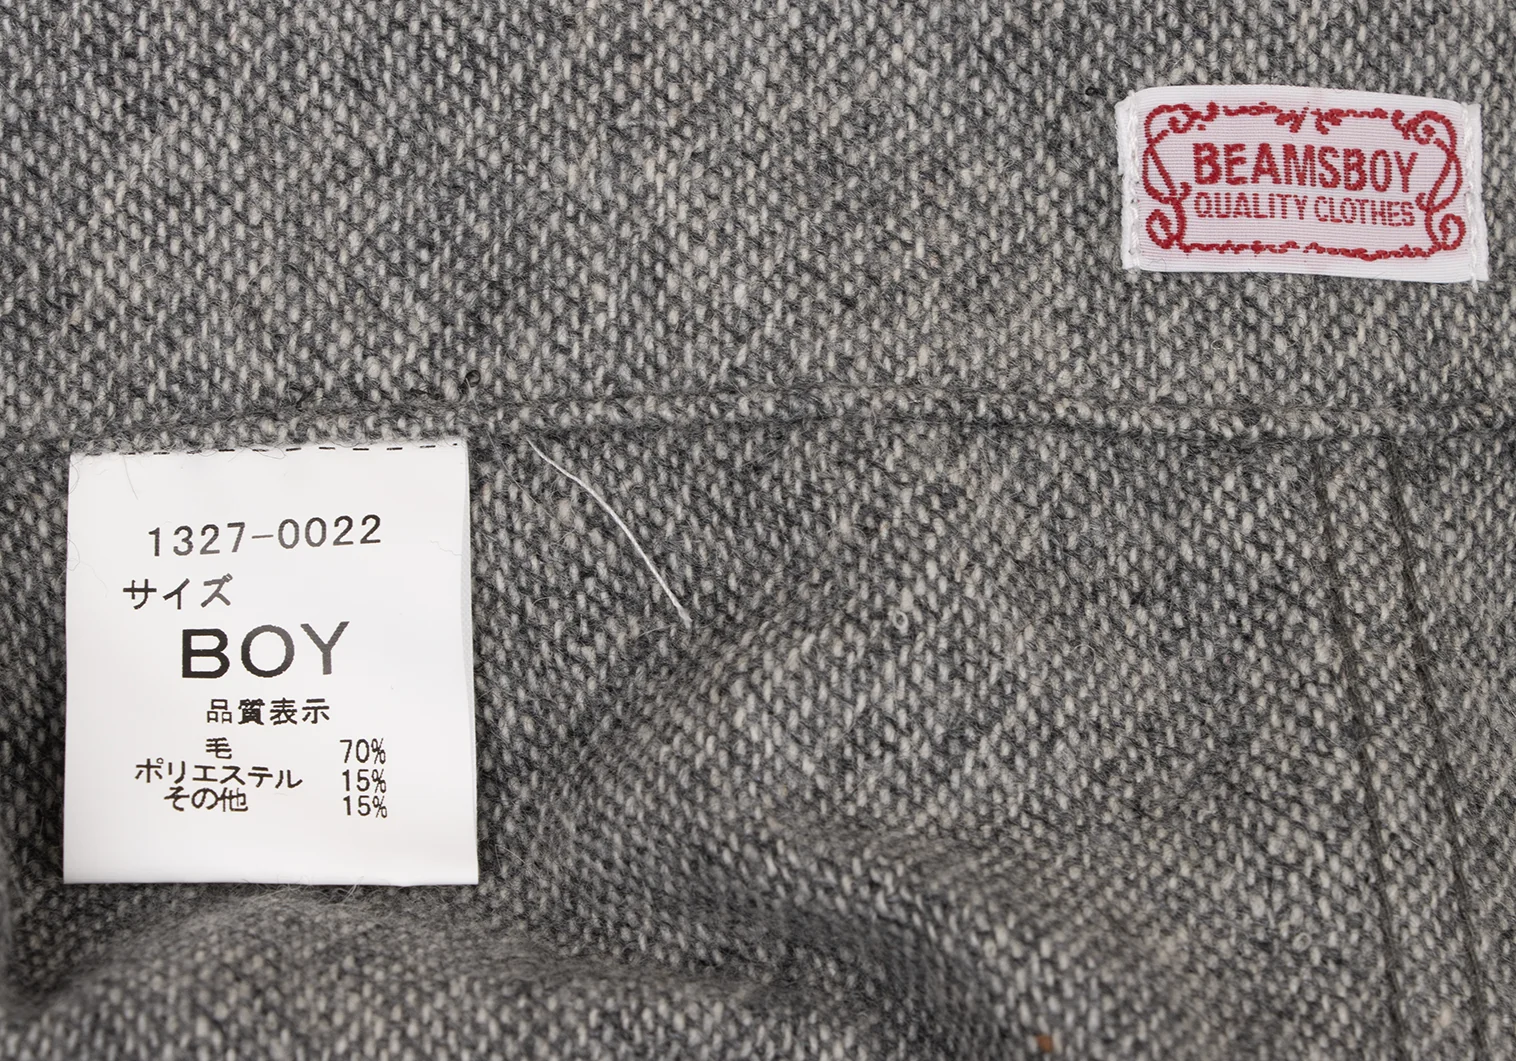 BEAMSBOY
QUALITY CLOTHES
1327-0022
サイズ
BOY
品質表示
毛 70%
ポリエステル 15%
その他 15%